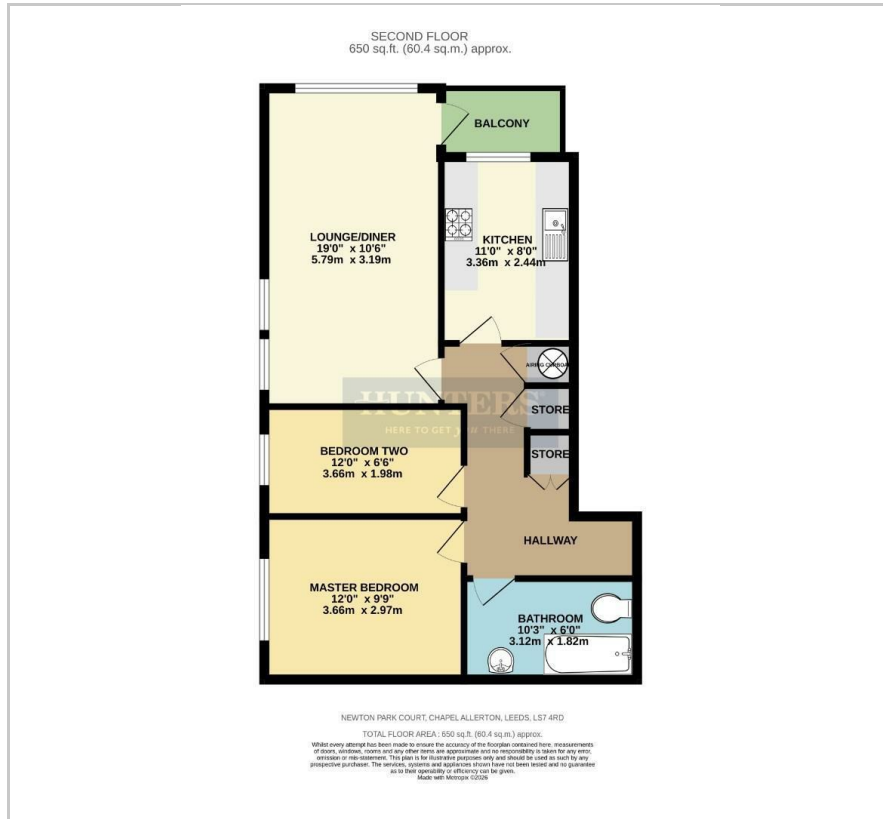 SECOND FLOOR
650 sq.ft. (60.4 sq.m.) approx.
BALCONY
LOUNGE/DINER
19'0" x 10'6"
5.79m x 3.19m
KITCHEN
11'0" x 8'0"
3.36m x 2.44m
AIRING CUPBOARD
STORE
HUNTERS
HERE TO GET you THERE
BEDROOM TWO
12'0" x 6'6"
3.66m x 1.98m
STORE
HALLWAY
MASTER BEDROOM
12'0" x 9'9"
3.66m x 2.97m
BATHROOM
10'3" x 6'0"
3.12m x 1.82m
NEWTON PARK COURT, CHAPEL ALLERTON, LEEDS, LS7 4RD
TOTAL FLOOR AREA : 650 sq.ft. (60.4 sq.m.) approx.
Whilst every attempt has been made to ensure the accuracy of the floorplan contained here, measurements
of doors, windows, rooms and any other items are approximate and no responsibility is taken for any error,
omission or mis-statement. This plan is for illustrative purposes only and should be used as such by any
prospective purchaser. The services, systems and appliances shown have not been tested and no guarantee
as to their operability or efficiency can be given.
Made with Metropix ©2026